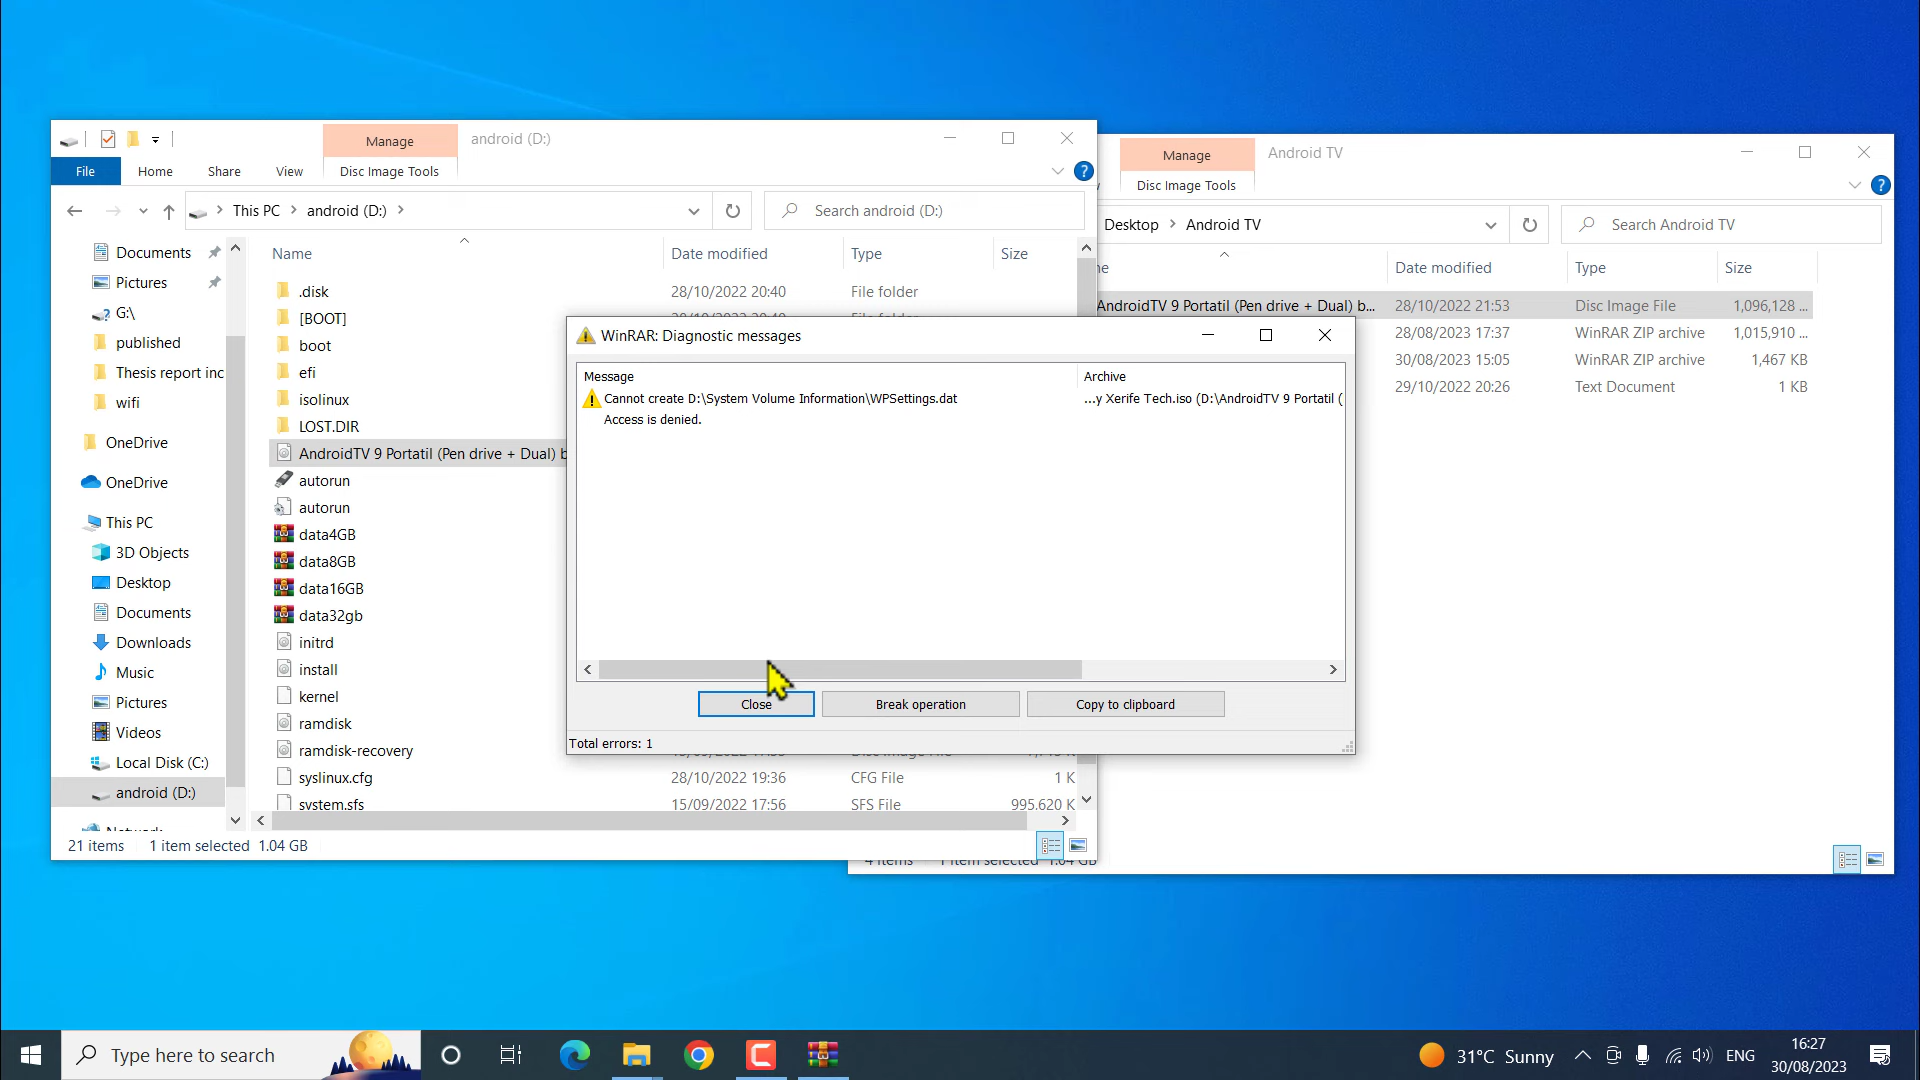 Manage
android (D:)
File
Home
Share
View
Disc Image Tools
This PC
android (D:)
Search android (D:)
Documents
Pictures
G:\
published
Thesis report inc
wifi
OneDrive
OneDrive
This PC
3D Objects
Desktop
Documents
Downloads
Music
Pictures
Videos
Local Disk (C:)
android (D:)
Name
Date modified
Type
Size
.disk
28/10/2022 20:40
File folder
[BOOT]
boot
efi
isolinux
LOST.DIR
AndroidTV 9 Portatil (Pen drive + Dual) b
autorun
autorun
data4GB
data8GB
data16GB
data32gb
initrd
install
kernel
ramdisk
ramdisk-recovery
syslinux.cfg
28/10/2022 19:36
CFG File
1 K
system.sfs
15/09/2022 17:56
SFS File
995,620 K
21 items
1 item selected 1.04 GB
Manage
Android TV
Disc Image Tools
Desktop
Android TV
Search Android TV
Date modified
Type
Size
AndroidTV 9 Portatil (Pen drive + Dual) b...
28/10/2022 21:53
Disc Image File
1,096,128 ...
28/08/2023 17:37
WinRAR ZIP archive
1,015,910 ...
30/08/2023 15:05
WinRAR ZIP archive
1,467 KB
29/10/2022 20:26
Text Document
1 KB
4 items
1 item selected 1.04 GB
WinRAR: Diagnostic messages
Message
Archive
Cannot create D:\System Volume Information\WPSettings.dat
...y Xerife Tech.iso (D:\AndroidTV 9 Portatil (
Access is denied.
Close
Break operation
Copy to clipboard
Total errors: 1
Type here to search
31°C Sunny
ENG
16:27
30/08/2023